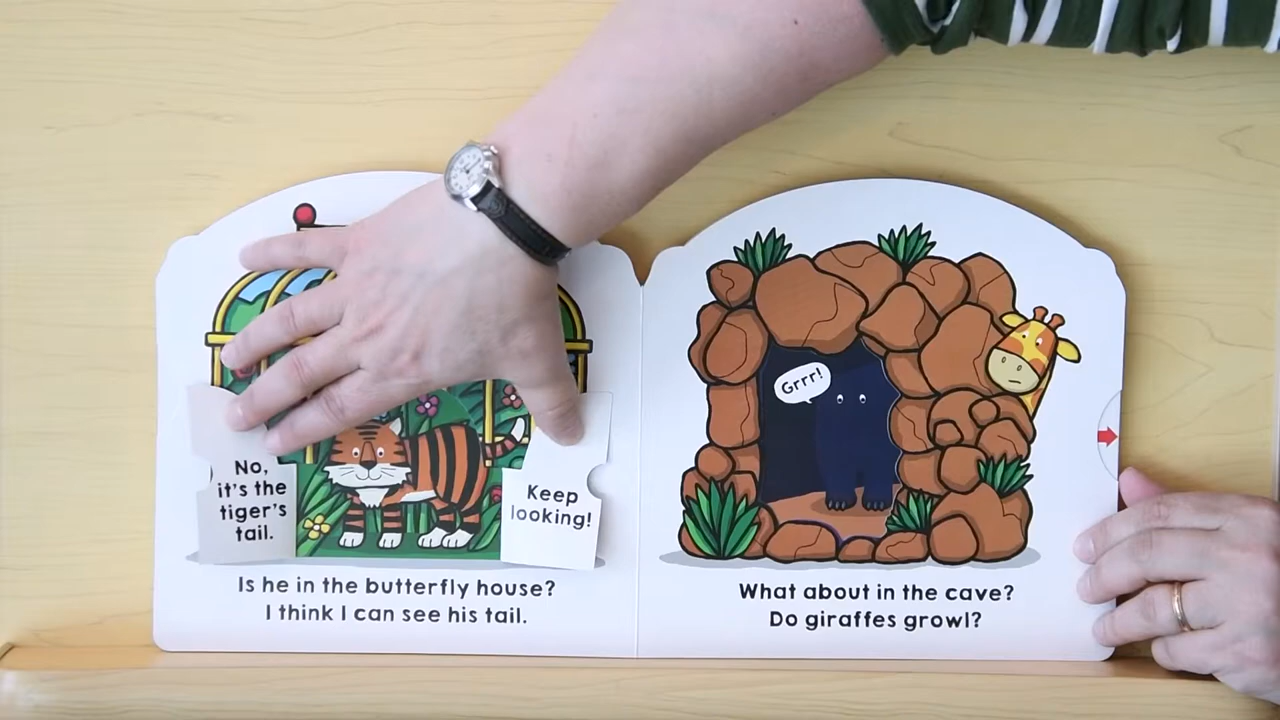 No,
it's the
tiger's
tail.
Keep
looking!
Is he in the butterfly house?
I think I can see his tail.
Grrr!
What about in the cave?
Do giraffes growl?